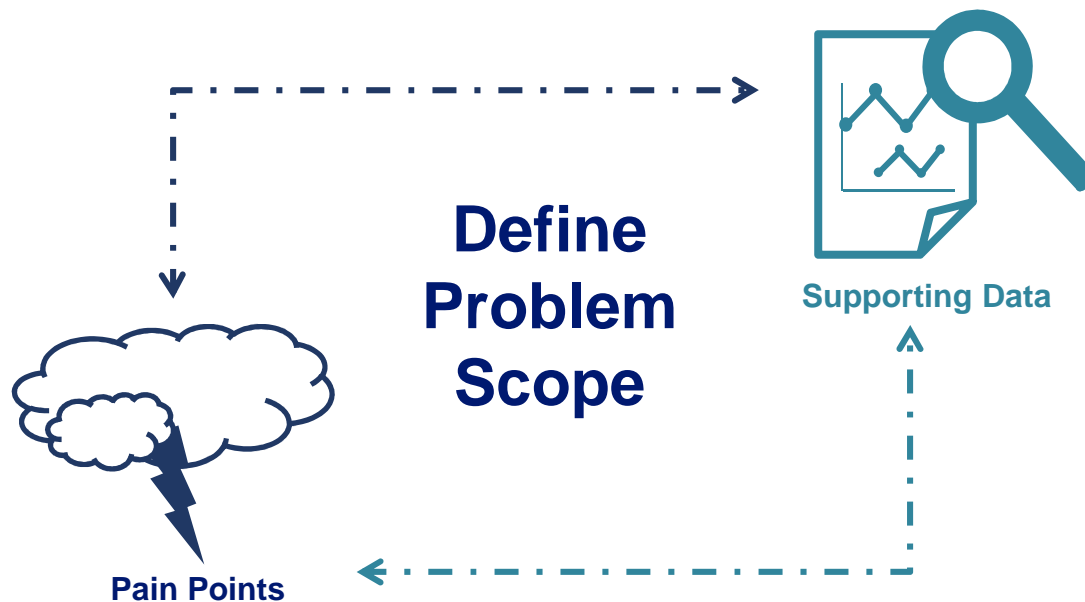 Define
Problem
Scope
Supporting Data
Pain Points